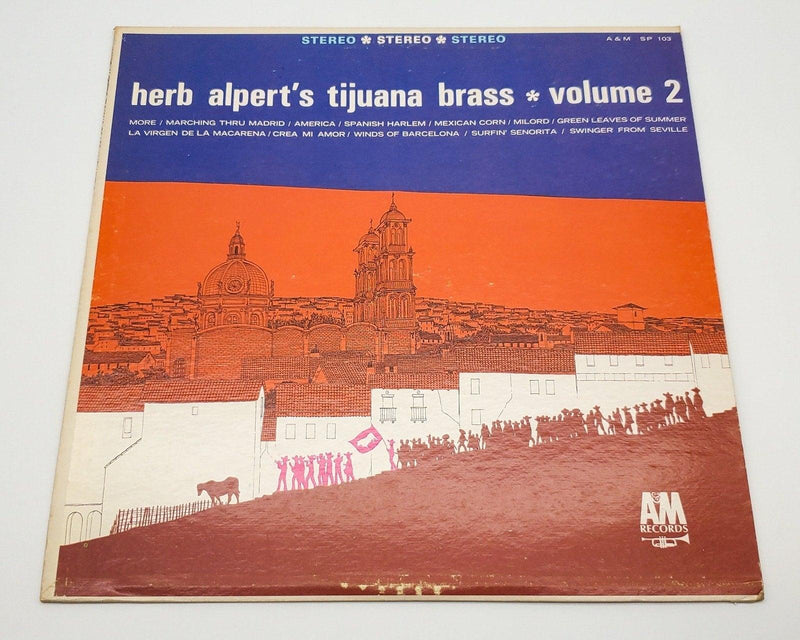 STEREO * STEREO * STEREO
A & M SP 103
herb alpert's tijuana brass * volume 2
MORE / MARCHING THRU MADRID / AMERICA / SPANISH HARLEM / MEXICAN CORN / MILORD / GREEN LEAVES OF SUMMER
LA VIRGEN DE LA MACARENA / CREA MI AMOR / WINDS OF BARCELONA / SURFIN' SENORITA / SWINGER FROM SEVILLE
A&M
RECORDS